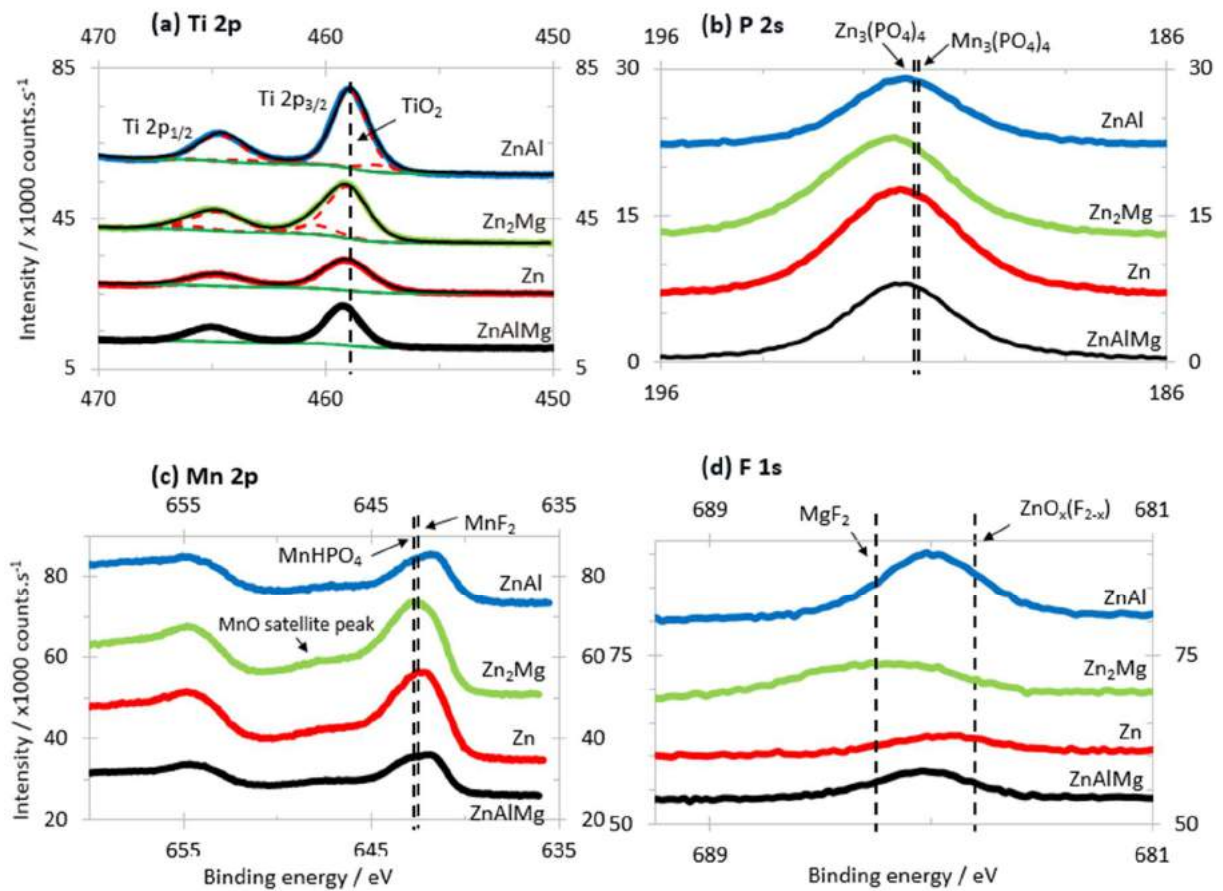 (a) Ti 2p
470 460 450
85 85
Ti 2p3/2
TiO2
Ti 2p1/2
ZnAl
45 45
Zn2Mg
Zn
ZnAlMg
5 5
470 460 450
Intensity / x1000 counts.s-1
(b) P 2s
196 186
Zn3(PO4)4
Mn3(PO4)4
30 30
ZnAl
Zn2Mg
15 15
Zn
ZnAlMg
0 0
196 186
(c) Mn 2p
655 645 635
MnF2
MnHPO4
80 80
ZnAl
MnO satellite peak
60 60
Zn2Mg
40 40
Zn
20 20
ZnAlMg
655 645 635
Binding energy / eV
Intensity / x1000 counts.s-1
(d) F 1s
689 681
MgF2
ZnOx(F2-x)
ZnAl
75 75
Zn2Mg
Zn
ZnAlMg
50 50
689 681
Binding energy / eV